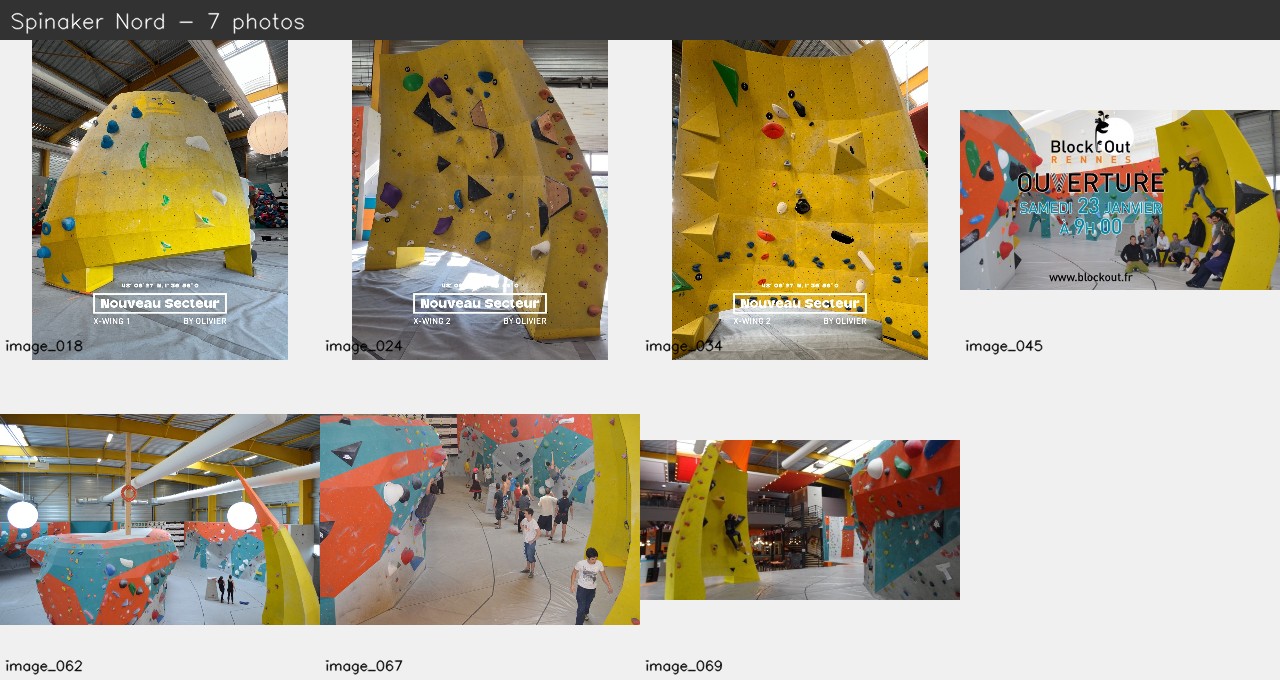 Spinaker Nord – 7 photos
Nouveau Secteur
X-WING 1 BY OLIVIER
image_018
Nouveau Secteur
X-WING 2 BY OLIVIER
image_024
Nouveau Secteur
X-WING 2 BY OLIVIER
image_034
Block Out
RENNES
OUVERTURE
SAMEDI 23 JANVIER
À 9H00
www.blockout.fr
image_045
image_062
image_067
image_069